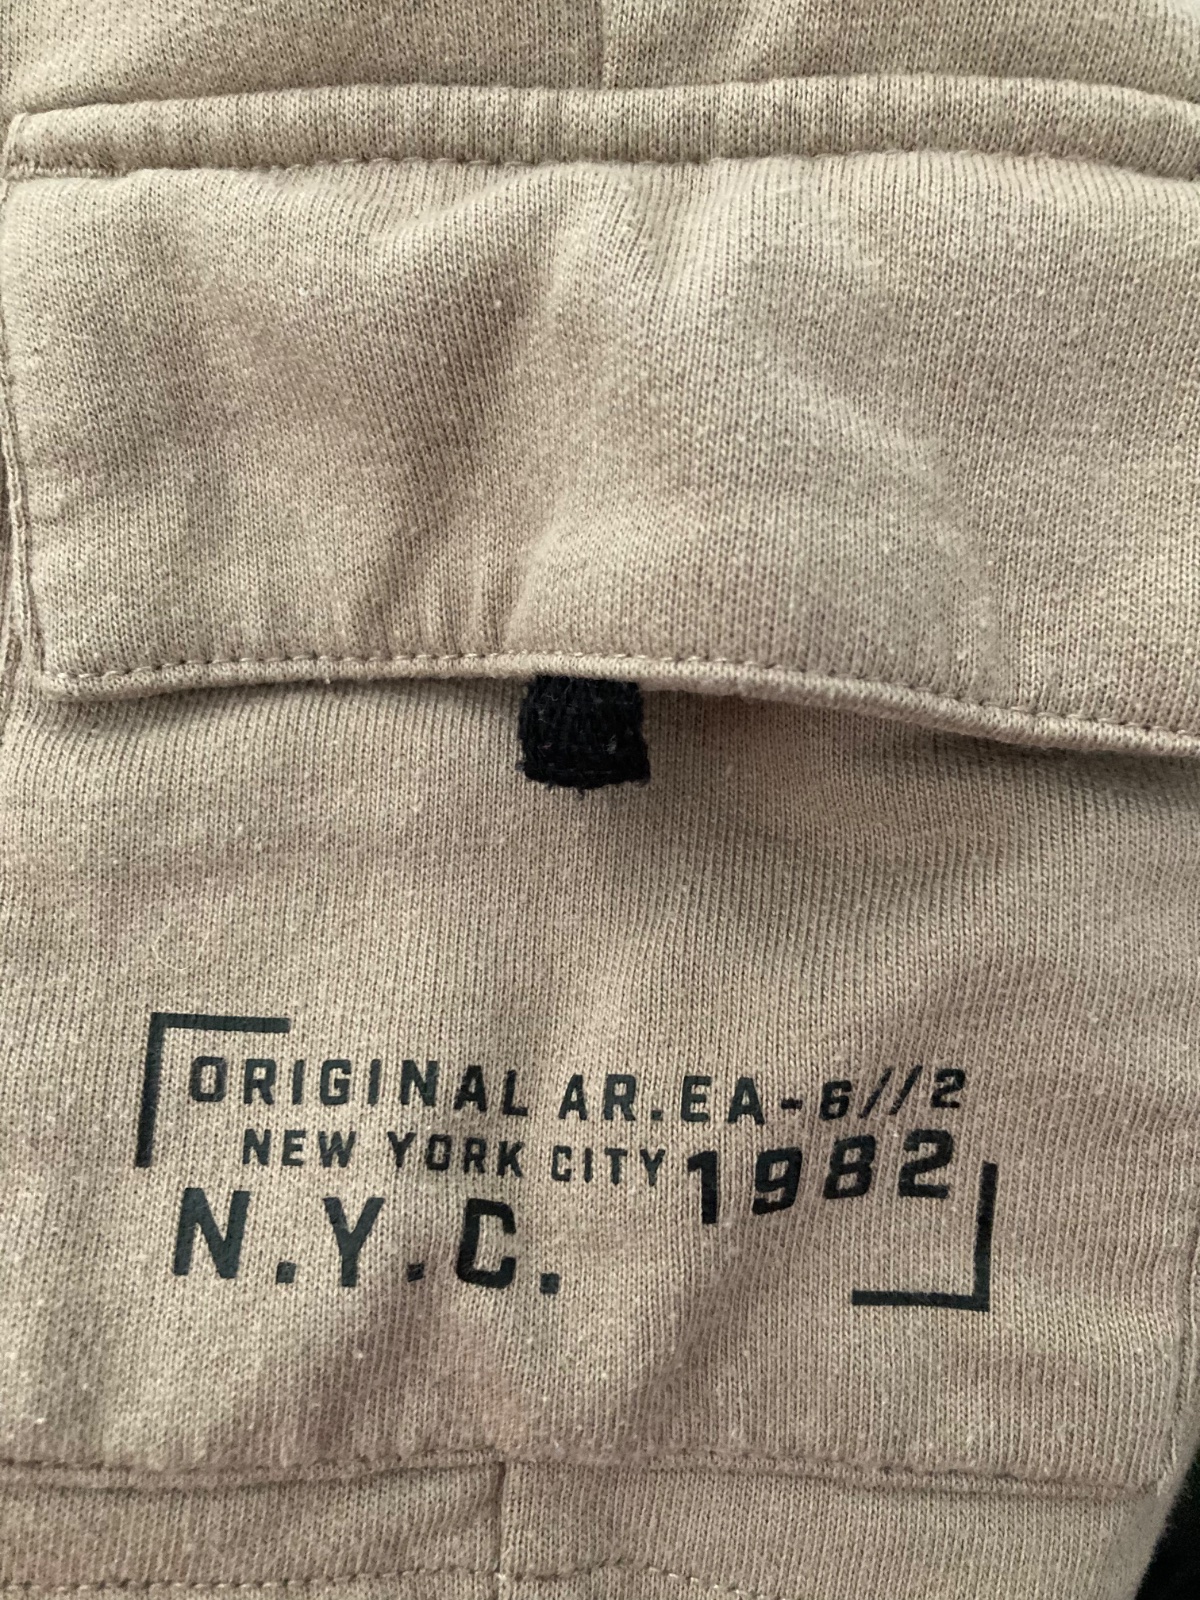 ORIGINAL AR.EA-6//2
NEW YORK CITY 1982
N.Y.C.